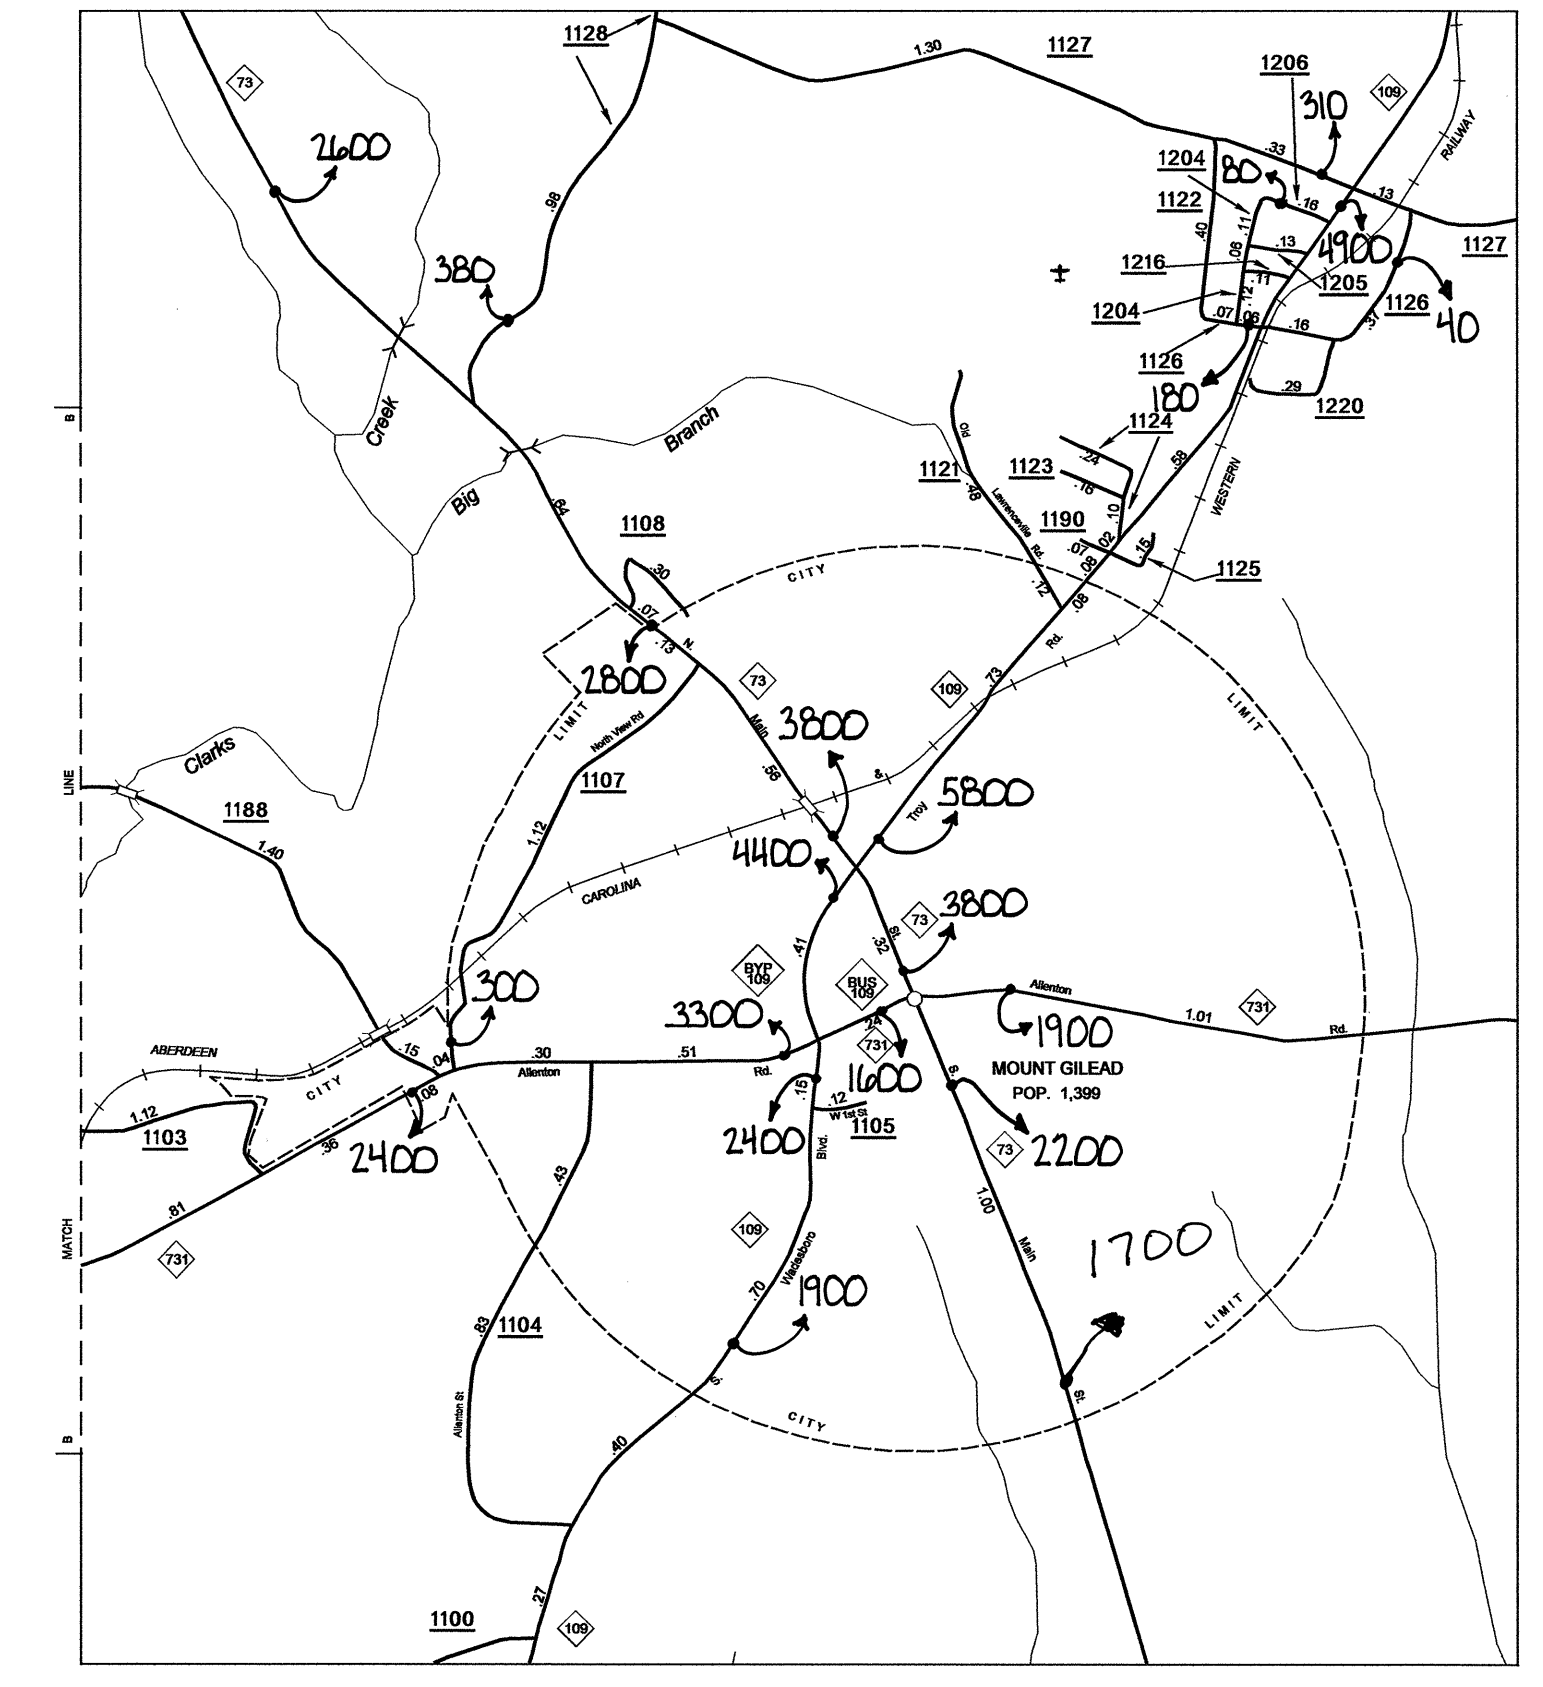 1128
1.30
1127
1206
73
109
310
RAILWAY
2600
.33
1204
80
.13
1122
.16
.98
.11
.40
4900
1127
.06
.13
380
1216
.11
1205
1126
.12
1204
40
.07
.06
.16
.37
1126
180
.29
1220
B
Creek
Branch
Old
1124
.58
.24
1121
1123
.16
WESTERN
.48
Big
Lawrenceville
Rd.
.64
1108
1190
.10
.02
.07
.08
.15
1125
CITY
.30
.12
.08
.07
.13
N.
Rd.
2800
73
109
.73
LIMIT
LIMIT
North View Rd
Main
3800
Clarks
.56
&
LINE
1107
5800
1188
Troy
1.12
1.40
4400
CAROLINA
3800
73
St.
.32
.41
BYP
109
BUS
109
300
Allenton
3300
.24
1900
1.01
731
Rd.
ABERDEEN
.15
.04
.30
.51
731
Allenton
Rd.
1600
S.
MOUNT GILEAD
POP. 1,399
CITY
.08
.15
.12
W 1st St
1105
1.12
1103
.36
2400
2400
Blvd.
73
2200
.43
.81
1.00
MATCH
731
109
Wadesboro
Main
1700
.70
1900
LIMIT
.83
1104
S.
St.
Allenton St
CITY
B
.40
.27
1100
109